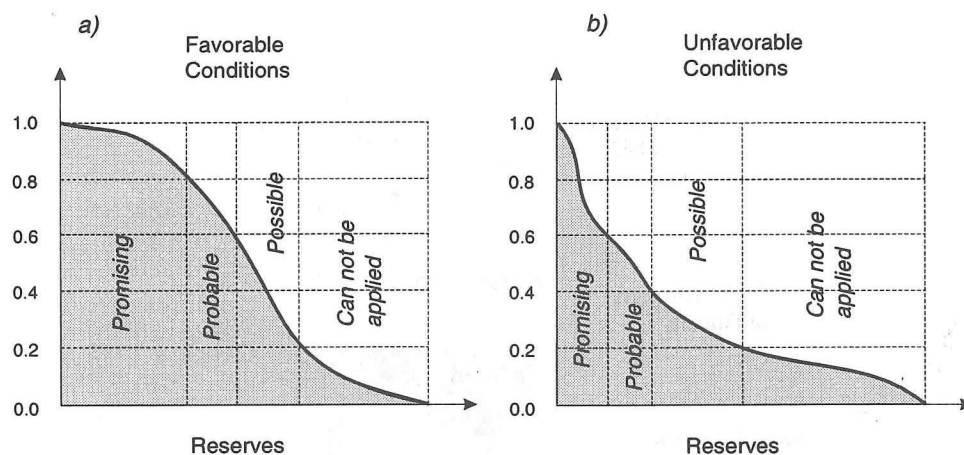 a)
Favorable
Conditions
1.0
0.8
0.6
0.4
0.2
0.0
Promising
Probable
Possible
Can not be
applied
Reserves
b)
Unfavorable
Conditions
1.0
0.8
0.6
0.4
0.2
0.0
Promising
Probable
Possible
Can not be
applied
Reserves